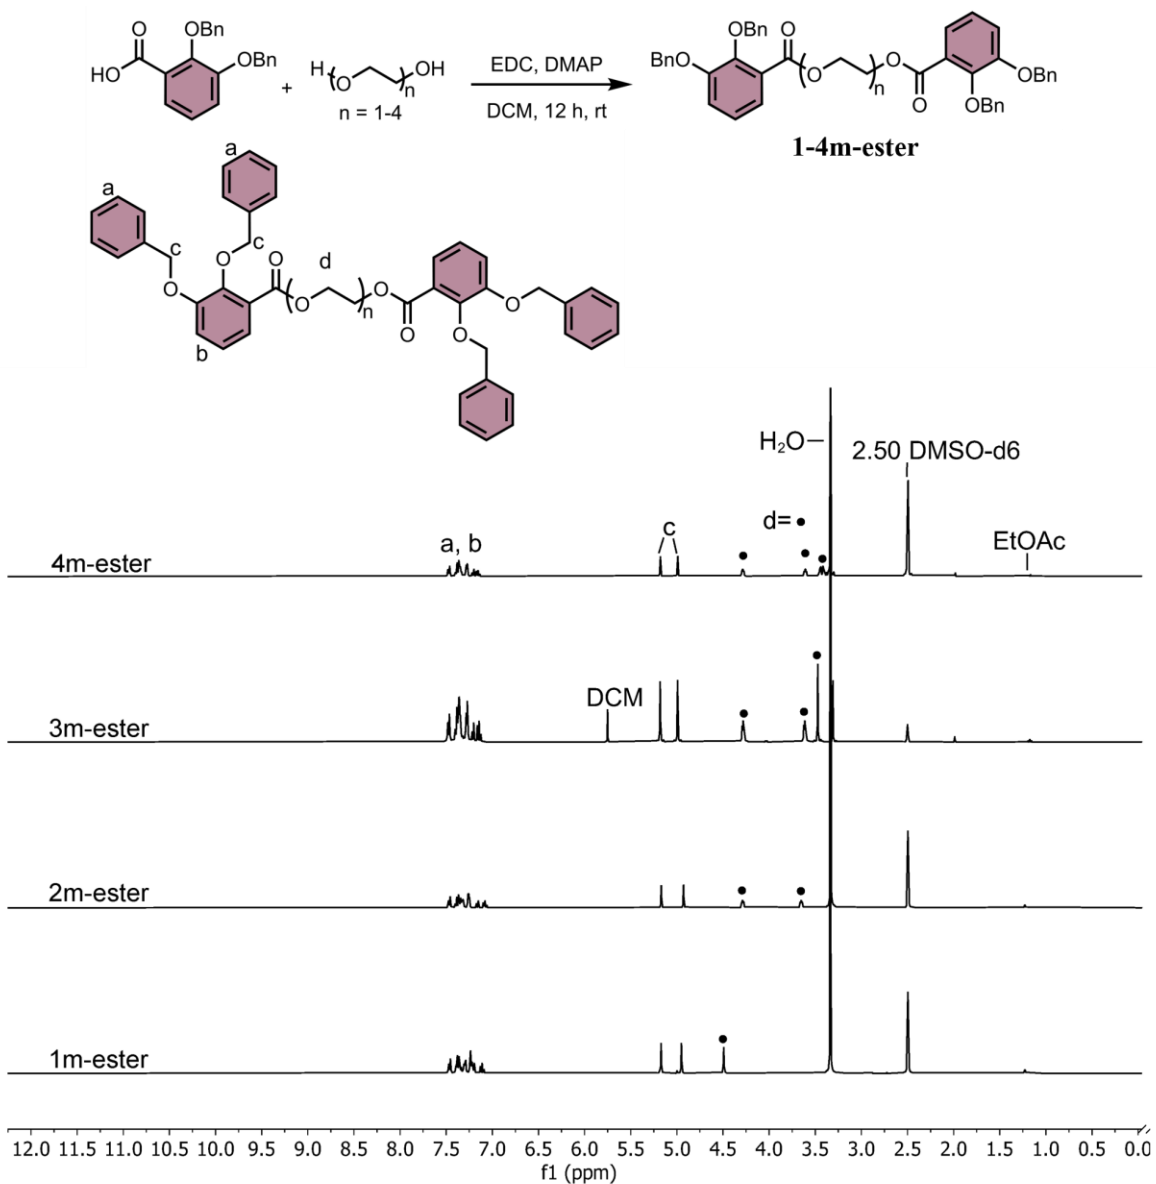 O OBn
HO OBn
+
H(O OH)n
n = 1-4
EDC, DMAP
DCM, 12 h, rt
OBn O
BnO (O O)n
O OBn
OBn
1-4m-ester
a
a
c
c
O
O
O
d
(O O)n
O
O
O
b
H₂O
2.50 DMSO-d6
d= •
c
a, b
EtOAc
4m-ester
DCM
3m-ester
2m-ester
1m-ester
12.0 11.5 11.0 10.5 10.0 9.5 9.0 8.5 8.0 7.5 7.0 6.5 6.0 5.5 5.0 4.5 4.0 3.5 3.0 2.5 2.0 1.5 1.0 0.5 0.0
f1 (ppm)